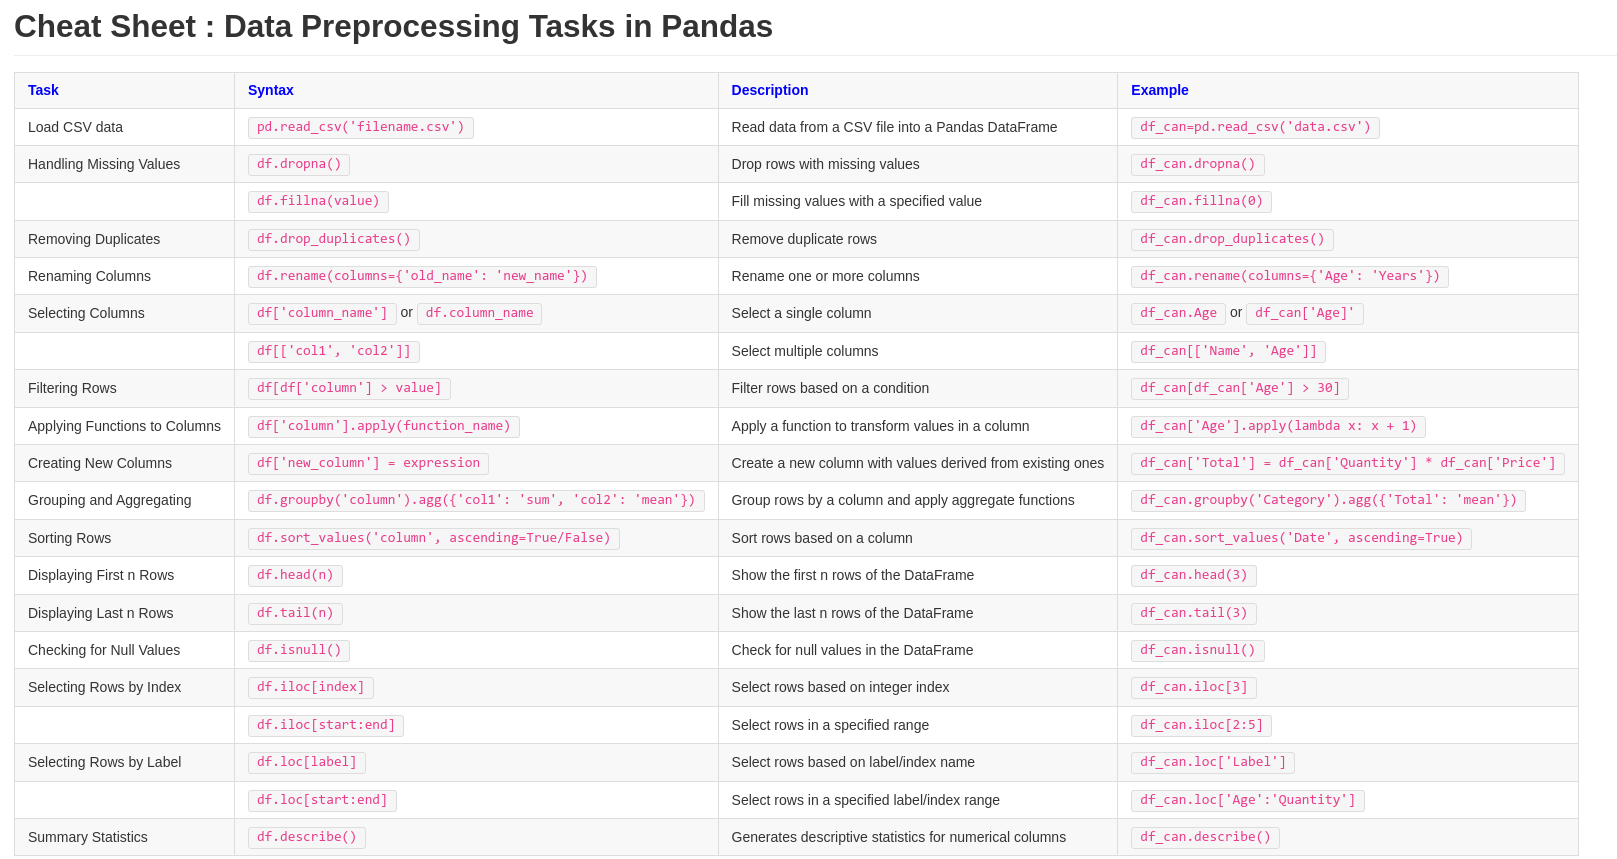 Cheat Sheet : Data Preprocessing Tasks in Pandas
Task Syntax Description Example
Load CSV data pd.read_csv('filename.csv') Read data from a CSV file into a Pandas DataFrame df_can=pd.read_csv('data.csv')
Handling Missing Values df.dropna() Drop rows with missing values df_can.dropna()
df.fillna(value) Fill missing values with a specified value df_can.fillna(0)
Removing Duplicates df.drop_duplicates() Remove duplicate rows df_can.drop_duplicates()
Renaming Columns df.rename(columns={'old_name': 'new_name'}) Rename one or more columns df_can.rename(columns={'Age': 'Years'})
Selecting Columns df['column_name'] or df.column_name Select a single column df_can.Age or df_can['Age]'
df[['col1', 'col2']] Select multiple columns df_can[['Name', 'Age']]
Filtering Rows df[df['column'] > value] Filter rows based on a condition df_can[df_can['Age'] > 30]
Applying Functions to Columns df['column'].apply(function_name) Apply a function to transform values in a column df_can['Age'].apply(lambda x: x + 1)
Creating New Columns df['new_column'] = expression Create a new column with values derived from existing ones df_can['Total'] = df_can['Quantity'] * df_can['Price']
Grouping and Aggregating df.groupby('column').agg({'col1': 'sum', 'col2': 'mean'}) Group rows by a column and apply aggregate functions df_can.groupby('Category').agg({'Total': 'mean'})
Sorting Rows df.sort_values('column', ascending=True/False) Sort rows based on a column df_can.sort_values('Date', ascending=True)
Displaying First n Rows df.head(n) Show the first n rows of the DataFrame df_can.head(3)
Displaying Last n Rows df.tail(n) Show the last n rows of the DataFrame df_can.tail(3)
Checking for Null Values df.isnull() Check for null values in the DataFrame df_can.isnull()
Selecting Rows by Index df.iloc[index] Select rows based on integer index df_can.iloc[3]
df.iloc[start:end] Select rows in a specified range df_can.iloc[2:5]
Selecting Rows by Label df.loc[label] Select rows based on label/index name df_can.loc['Label']
df.loc[start:end] Select rows in a specified label/index range df_can.loc['Age':'Quantity']
Summary Statistics df.describe() Generates descriptive statistics for numerical columns df_can.describe()